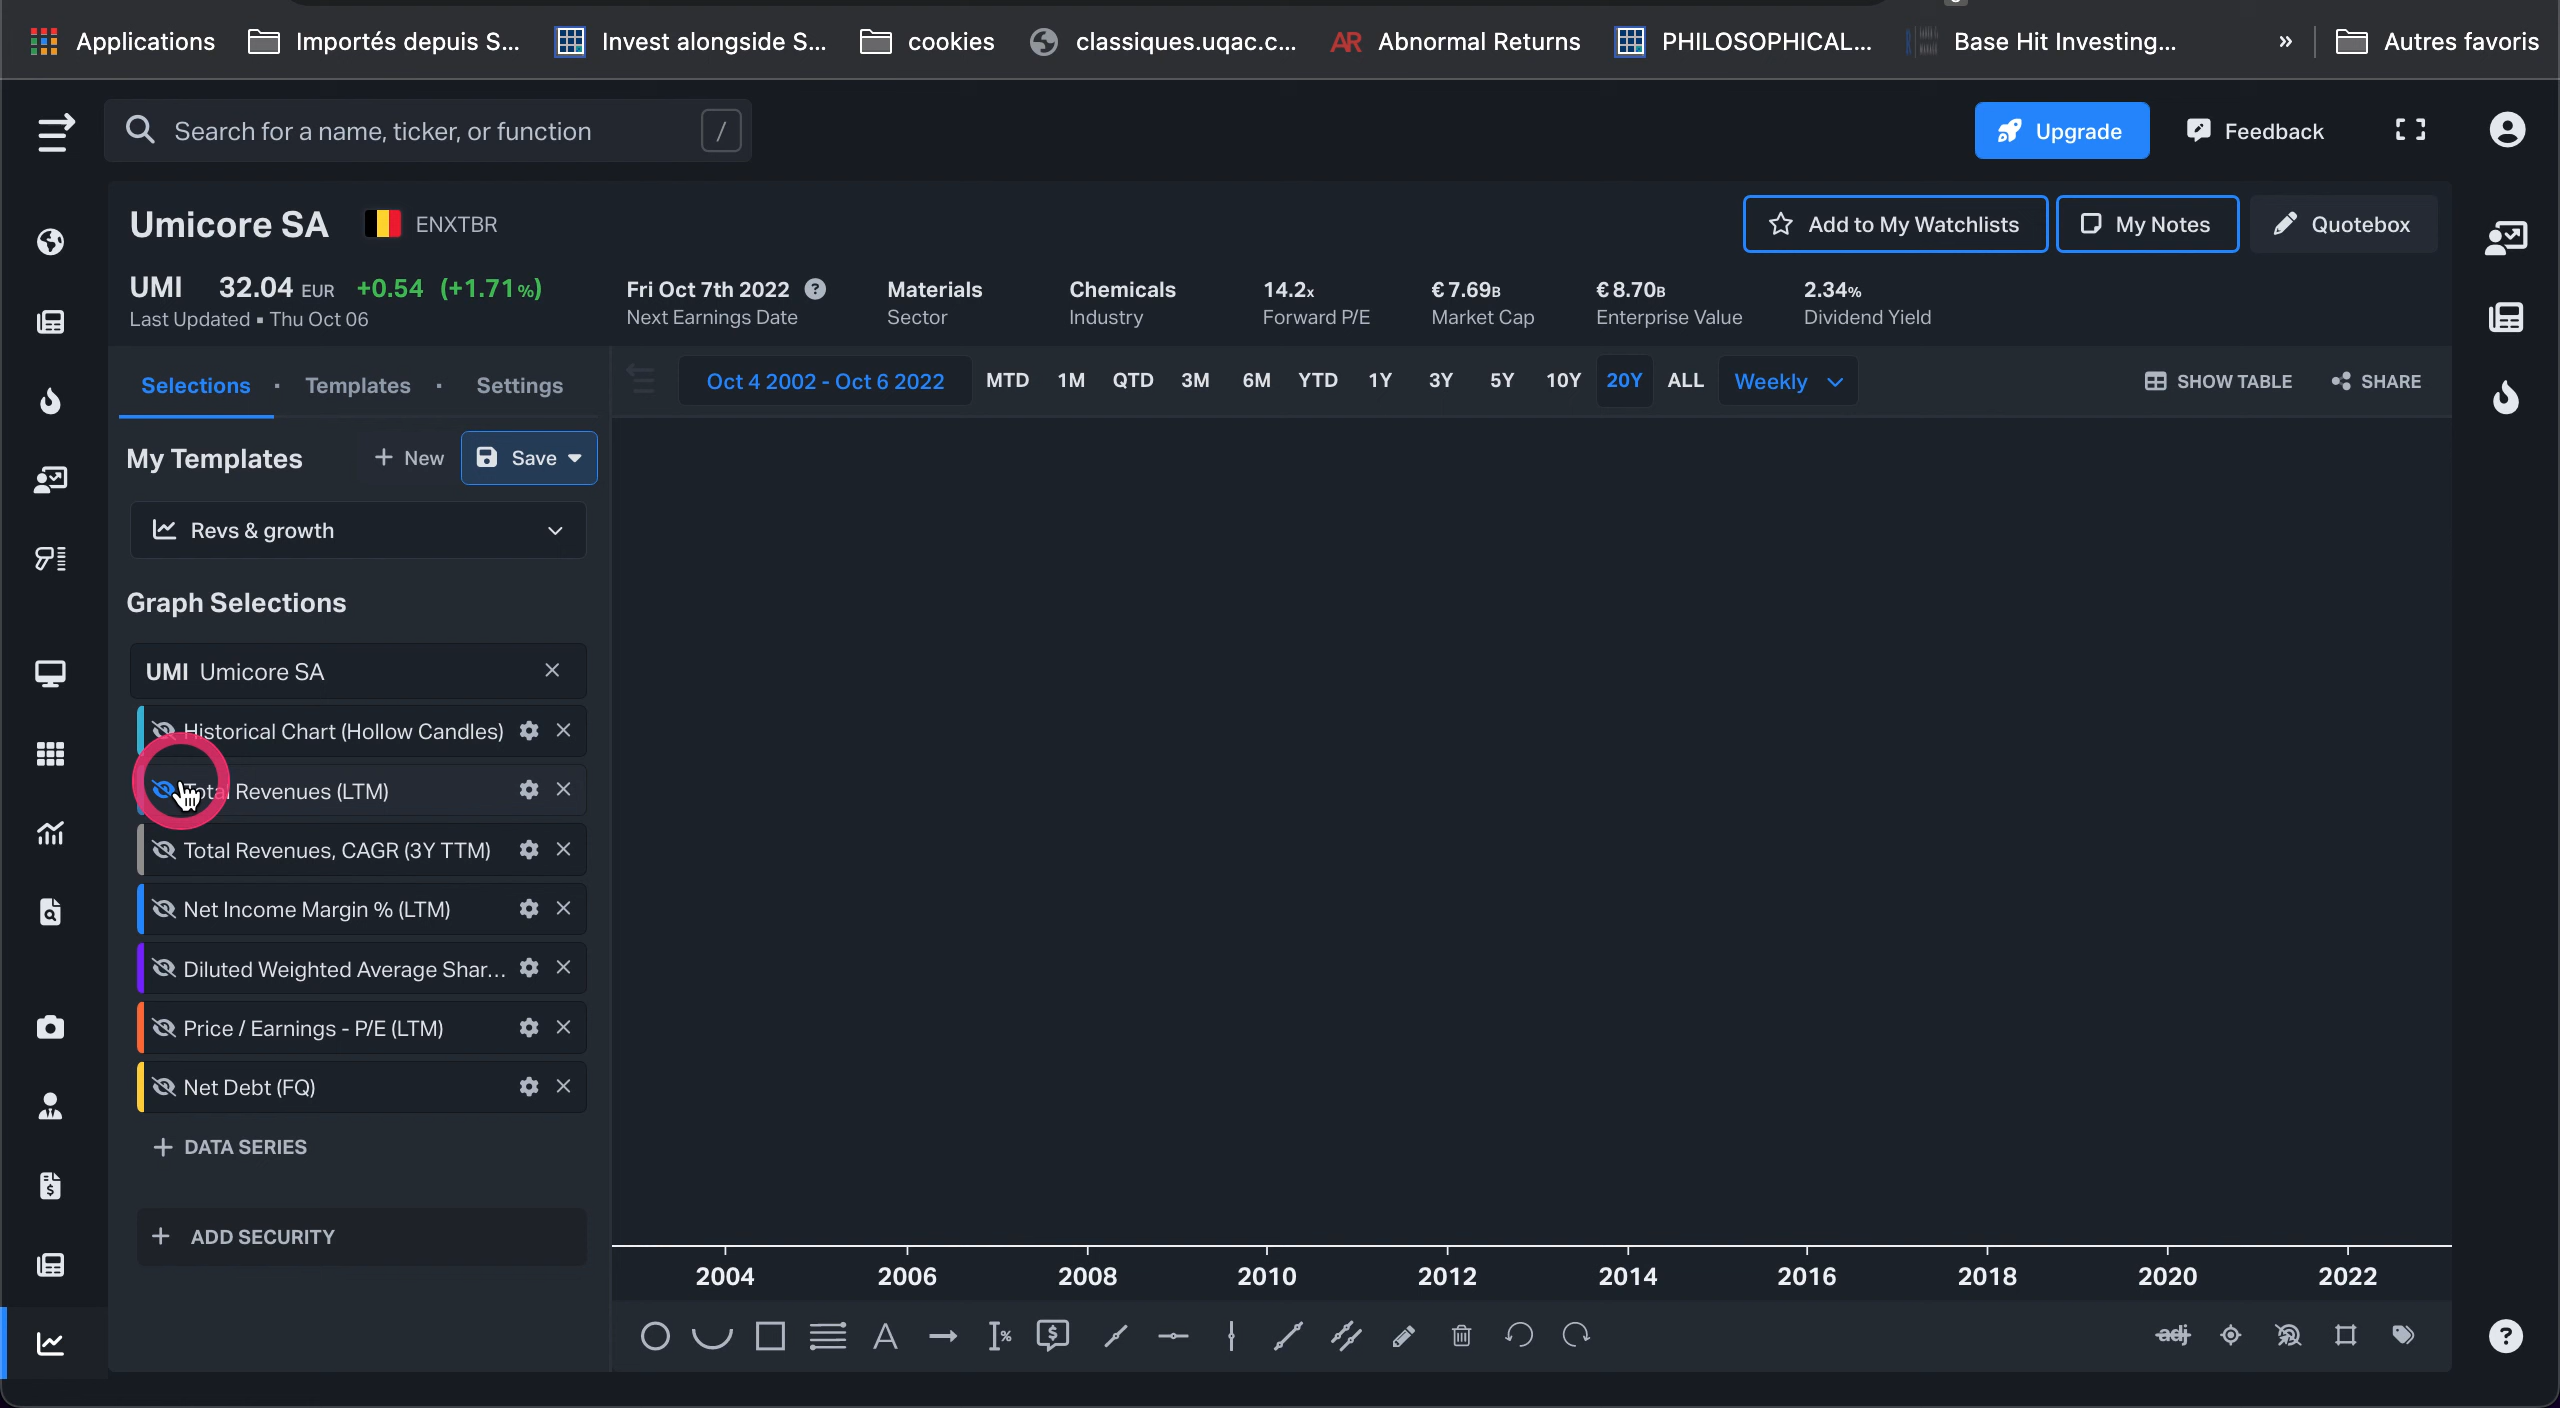 Applications Importés depuis S... Invest alongside S... cookies classiques.uqac.c... AR Abnormal Returns PHILOSOPHICAL... Base Hit Investing... » Autres favoris
Search for a name, ticker, or function /
Upgrade Feedback
Umicore SA ENXTBR
Add to My Watchlists My Notes Quotebox
UMI 32.04 EUR +0.54 (+1.71%)
Last Updated ▪ Thu Oct 06
Fri Oct 7th 2022 ? Materials Chemicals 14.2x €7.69B €8.70B 2.34%
Next Earnings Date Sector Industry Forward P/E Market Cap Enterprise Value Dividend Yield
Selections · Templates · Settings
Oct 4 2002 - Oct 6 2022 MTD 1M QTD 3M 6M YTD 1Y 3Y 5Y 10Y 20Y ALL Weekly SHOW TABLE SHARE
My Templates + New Save
Revs & growth
Graph Selections
UMI Umicore SA
Historical Chart (Hollow Candles)
Total Revenues (LTM)
Total Revenues, CAGR (3Y TTM)
Net Income Margin % (LTM)
Diluted Weighted Average Shar...
Price / Earnings - P/E (LTM)
Net Debt (FQ)
+ DATA SERIES
+ ADD SECURITY
2004 2006 2008 2010 2012 2014 2016 2018 2020 2022
A % $ adj ?